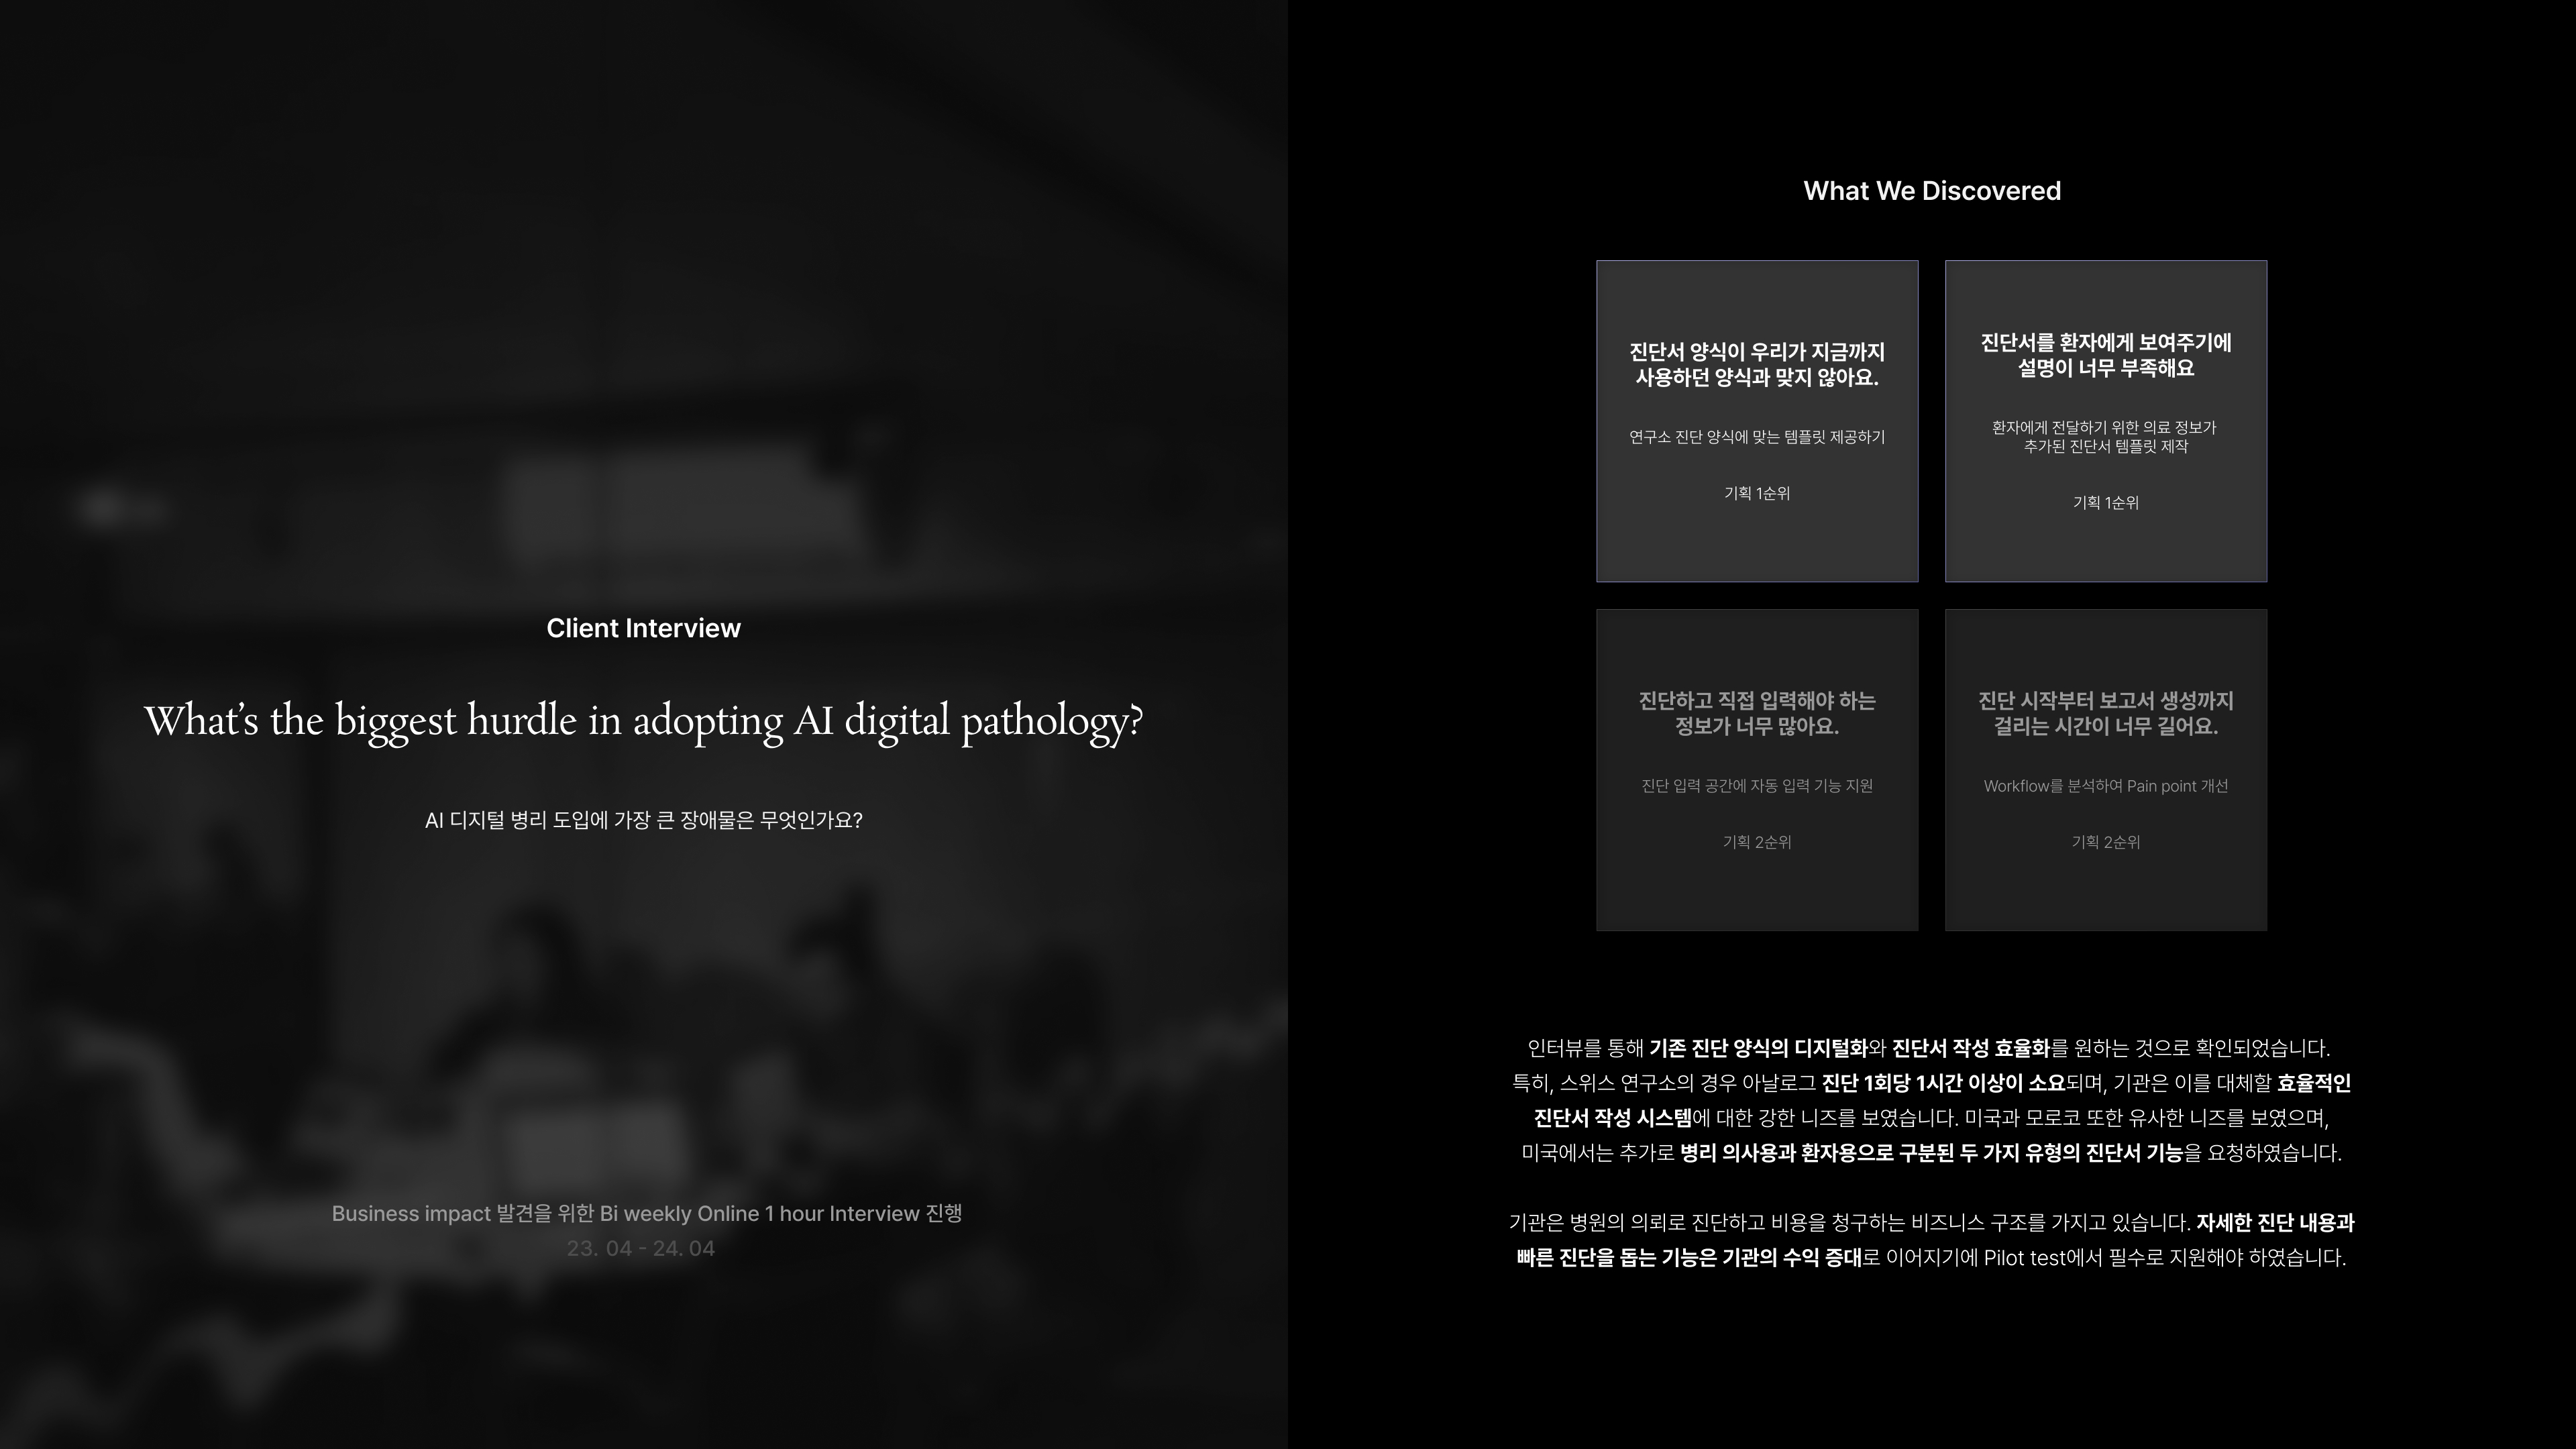 Client Interview
What's the biggest hurdle in adopting AI digital pathology?
AI 디지털 병리 도입에 가장 큰 장애물은 무엇인가요?
Business impact 발견을 위한 Bi weekly Online 1 hour Interview 진행
23. 04 - 24. 04
What We Discovered
진단서 양식이 우리가 지금까지
사용하던 양식과 맞지 않아요.
연구소 진단 양식에 맞는 템플릿 제공하기
기획 1순위
진단서를 환자에게 보여주기에
설명이 너무 부족해요
환자에게 전달하기 위한 의료 정보가
추가된 진단서 템플릿 제작
기획 1순위
진단하고 직접 입력해야 하는
정보가 너무 많아요.
진단 입력 공간에 자동 입력 기능 지원
기획 2순위
진단 시작부터 보고서 생성까지
걸리는 시간이 너무 길어요.
Workflow를 분석하여 Pain point 개선
기획 2순위
인터뷰를 통해 기존 진단 양식의 디지털화와 진단서 작성 효율화를 원하는 것으로 확인되었습니다.
특히, 스위스 연구소의 경우 아날로그 진단 1회당 1시간 이상이 소요되며, 기관은 이를 대체할 효율적인
진단서 작성 시스템에 대한 강한 니즈를 보였습니다. 미국과 모로코 또한 유사한 니즈를 보였으며,
미국에서는 추가로 병리 의사용과 환자용으로 구분된 두 가지 유형의 진단서 기능을 요청하였습니다.
기관은 병원의 의뢰로 진단하고 비용을 청구하는 비즈니스 구조를 가지고 있습니다. 자세한 진단 내용과
빠른 진단을 돕는 기능은 기관의 수익 증대로 이어지기에 Pilot test에서 필수로 지원해야 하였습니다.